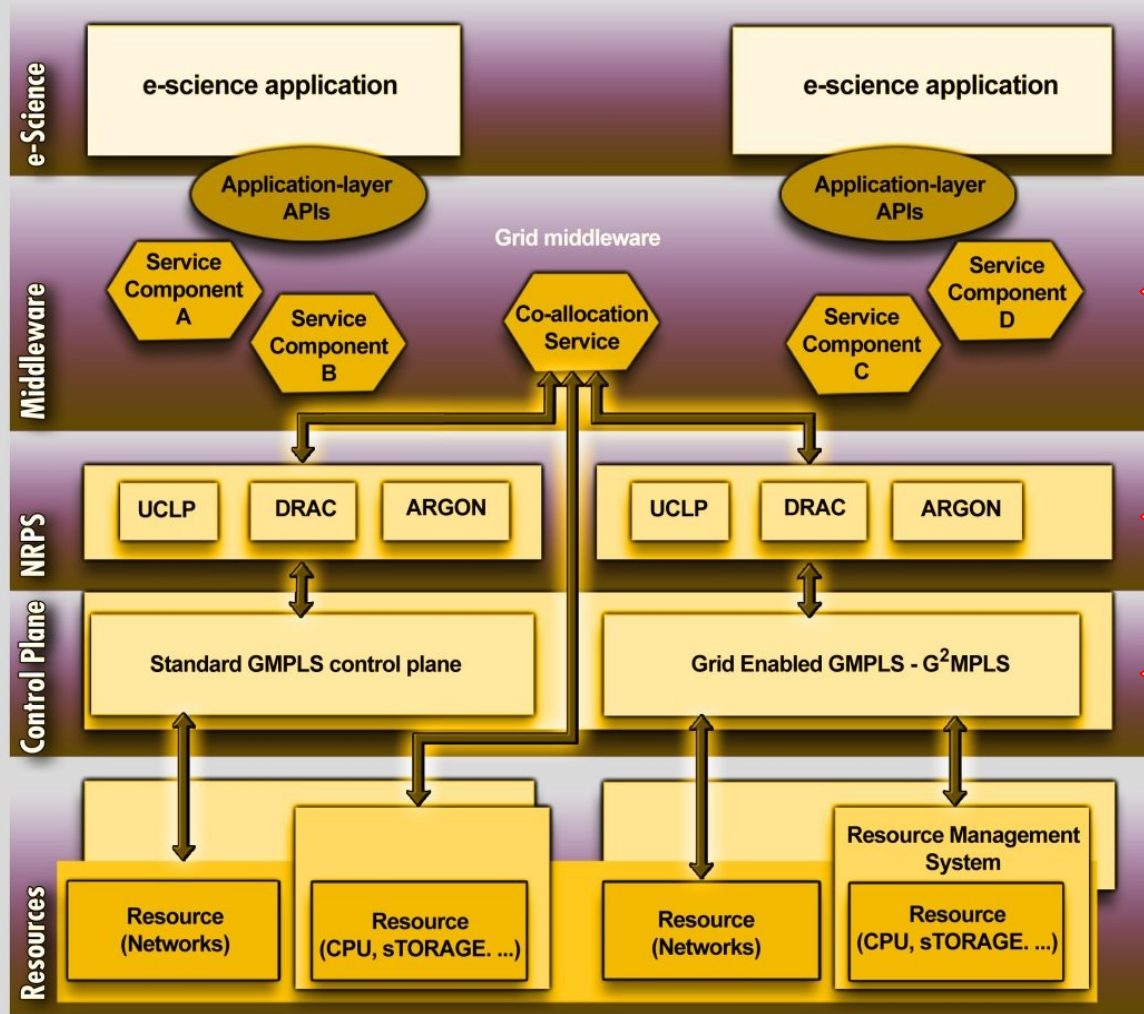 e-Science
e-science application
e-science application
Application-layer
APIs
Application-layer
APIs
Middleware
Grid middleware
Service
Component
A
Service
Component
B
Co-allocation
Service
Service
Component
C
Service
Component
D
NRPS
UCLP
DRAC
ARGON
UCLP
DRAC
ARGON
Control Plane
Standard GMPLS control plane
Grid Enabled GMPLS - G²MPLS
Resources
Resource
(Networks)
Resource
(CPU, sTORAGE. ...)
Resource
(Networks)
Resource Management
System
Resource
(CPU, sTORAGE. ...)